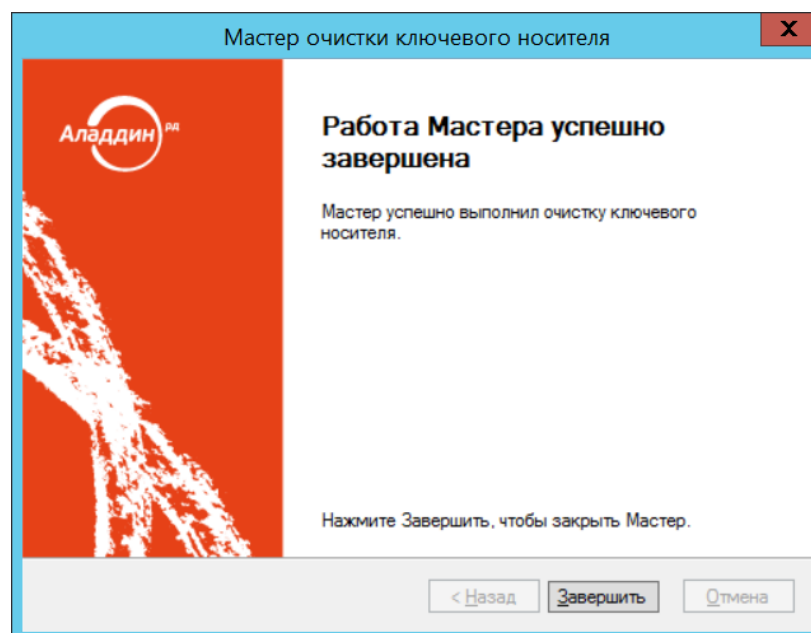 Мастер очистки ключевого носителя
X
Аладдин РД
Работа Мастера успешно
завершена
Мастер успешно выполнил очистку ключевого
носителя.
Нажмите Завершить, чтобы закрыть Мастер.
< Назад Завершить Отмена